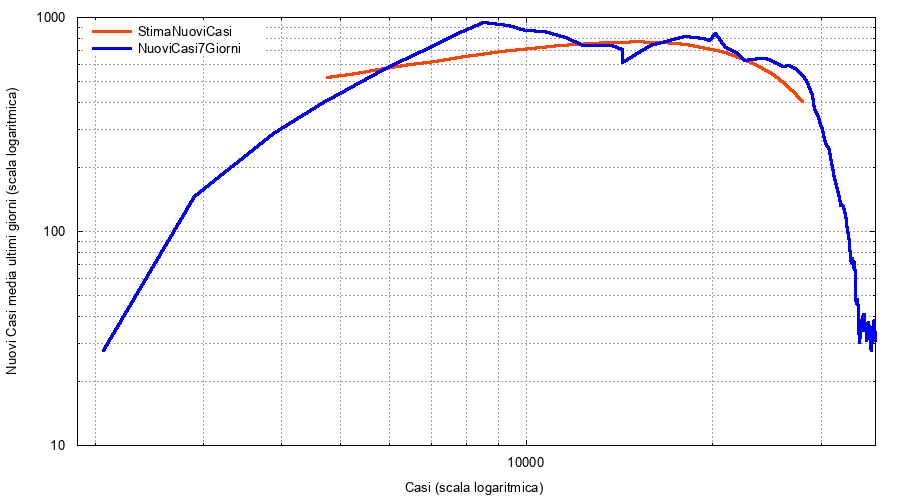 1000
StimaNuoviCasi
NuoviCasi7Giorni
100
10
10000
Casi (scala logaritmica)
Nuovi Casi media ultimi giorni (scala logaritmica)